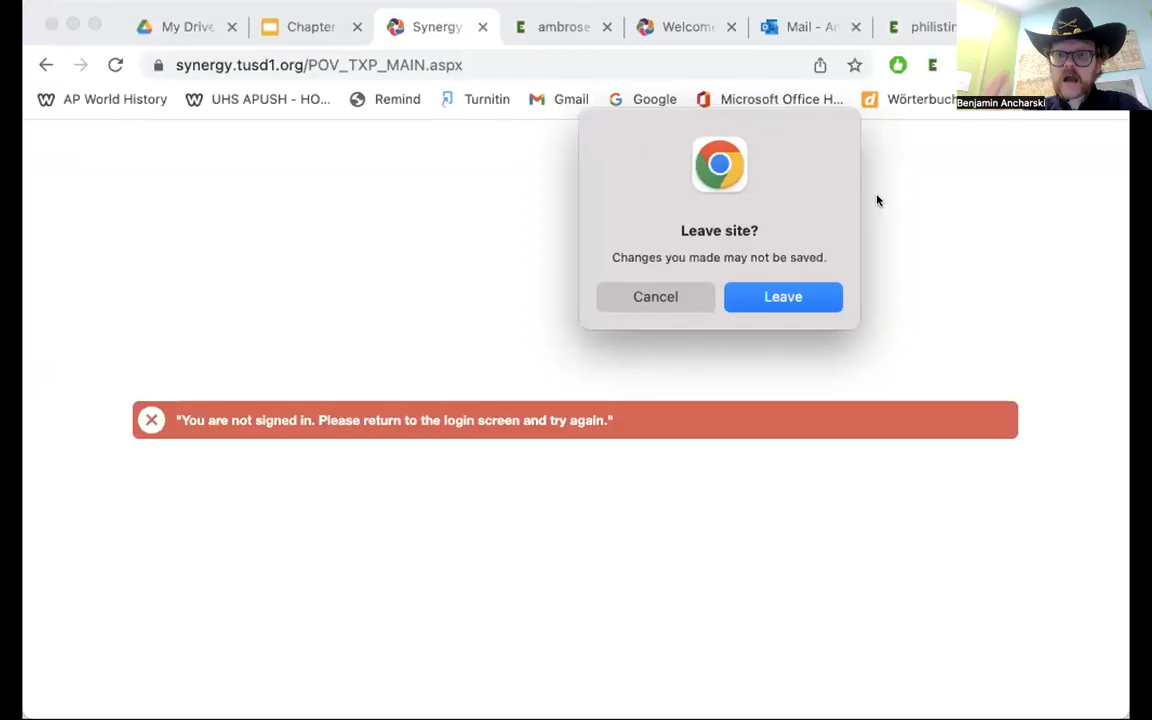 My Drive
Chapter
Synergy
ambrose
Welcome
Mail - An
philistin
synergy.tusd1.org/POV_TXP_MAIN.aspx
Benjamin Ancharski
AP World History
UHS APUSH - HO...
Remind
Turnitin
Gmail
Google
Microsoft Office H...
Wörterbuch
Leave site?
Changes you made may not be saved.
Cancel
Leave
"You are not signed in. Please return to the login screen and try again."